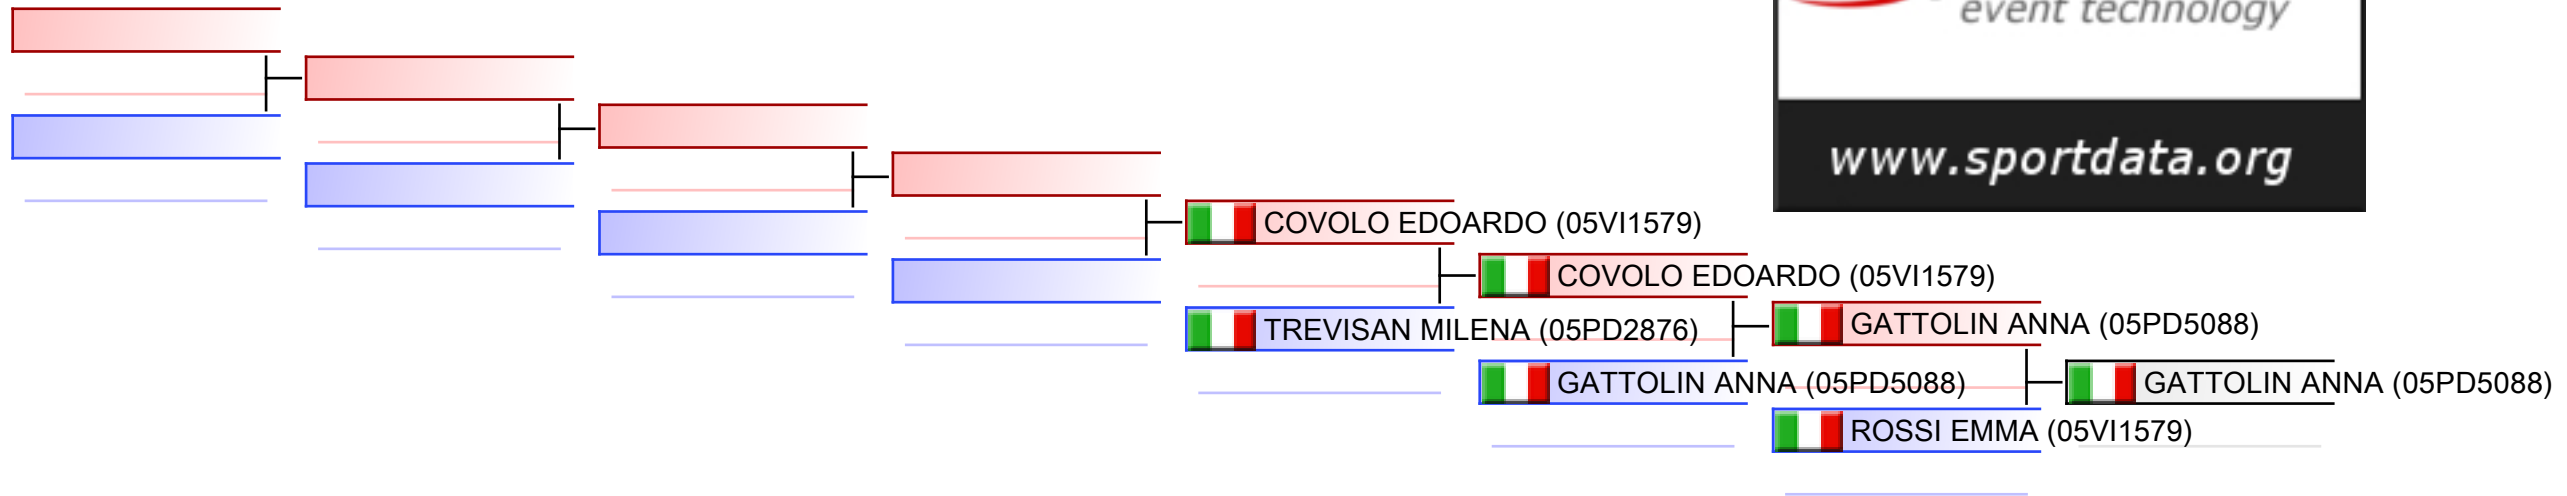 event technology
www.sportdata.org
COVOLO EDOARDO (05VI1579)
COVOLO EDOARDO (05VI1579)
TREVISAN MILENA (05PD2876)
GATTOLIN ANNA (05PD5088)
GATTOLIN ANNA (05PD5088)
GATTOLIN ANNA (05PD5088)
ROSSI EMMA (05VI1579)